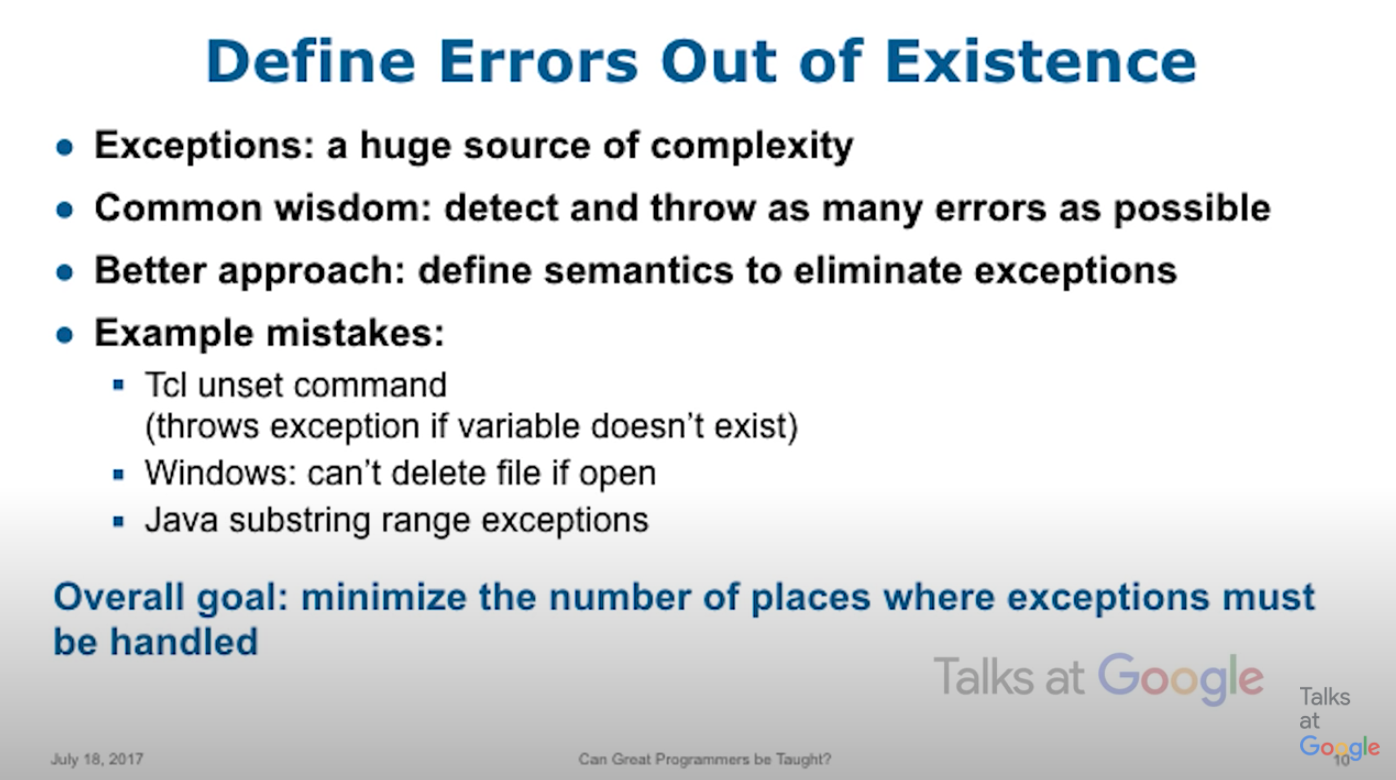 Define Errors Out of Existence
● Exceptions: a huge source of complexity
● Common wisdom: detect and throw as many errors as possible
● Better approach: define semantics to eliminate exceptions
● Example mistakes:
▪ Tcl unset command
(throws exception if variable doesn’t exist)
▪ Windows: can’t delete file if open
▪ Java substring range exceptions
Overall goal: minimize the number of places where exceptions must
be handled
Talks at Google
Talks
at
Google
July 18, 2017
Can Great Programmers be Taught?
10